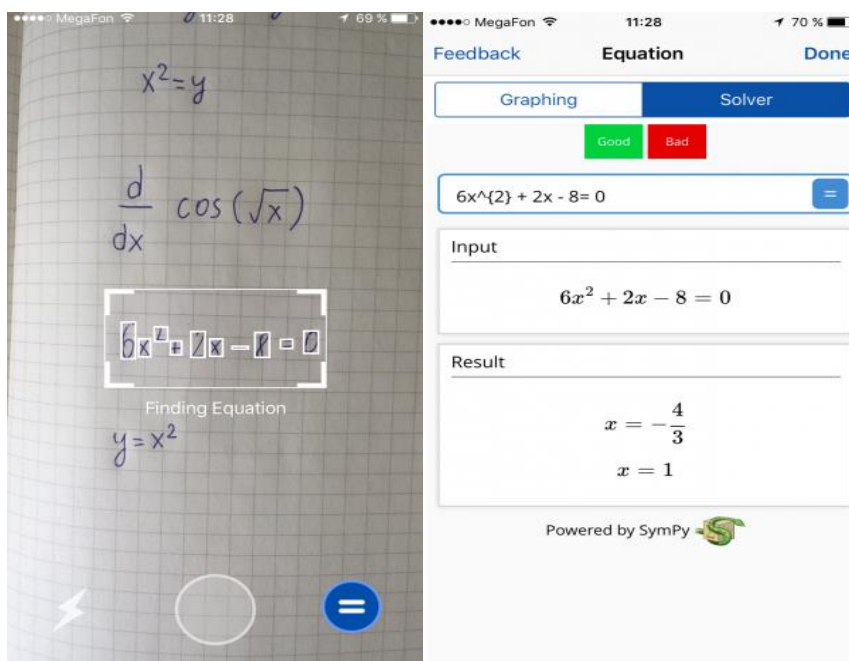 ●●●●○ MegaFon 11:28 69 %
x²=y
d
dx
cos(√x)
6x²+2x-8=0
Finding Equation
y=x²
●●●●○ MegaFon 11:28 70 %
Feedback Equation Done
Graphing Solver
Good Bad
6x^{2} + 2x - 8= 0 =
Input
6x² + 2x − 8 = 0
Result
x = −4/3
x = 1
Powered by SymPy